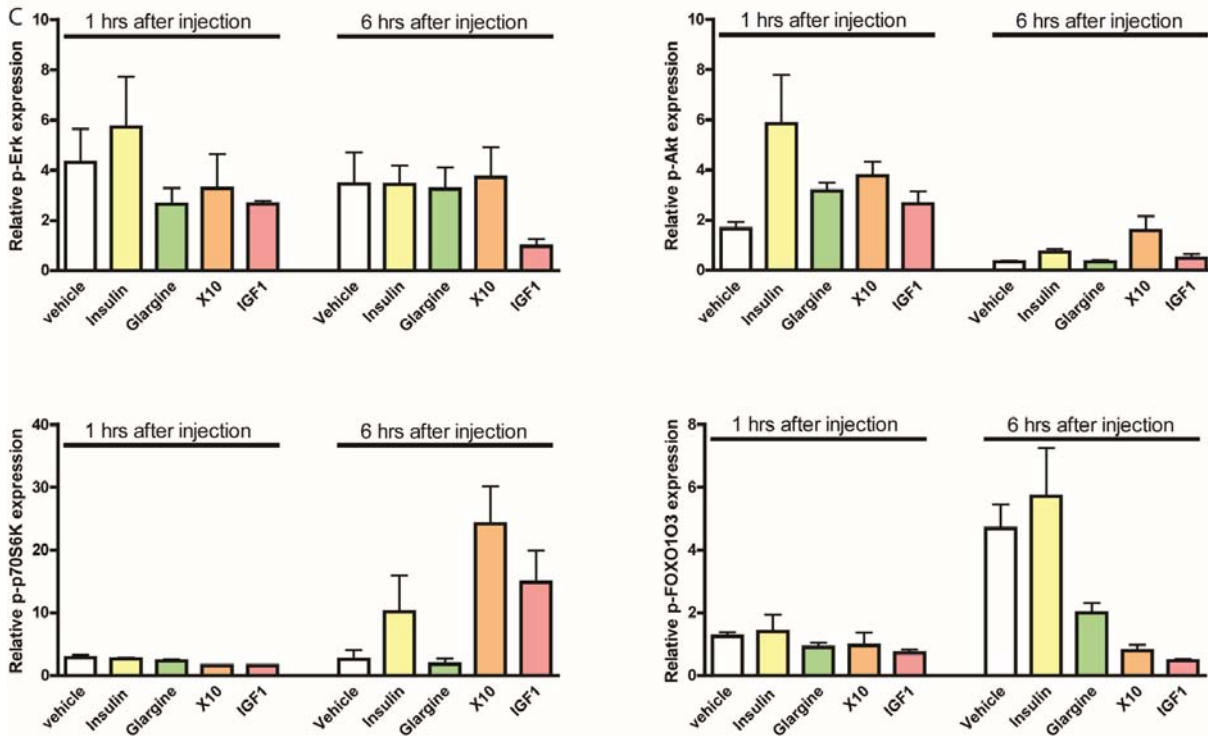 C
Relative p-Erk expression
10
8
6
4
2
0
1 hrs after injection
6 hrs after injection
vehicle
Insulin
Glargine
X10
IGF1
Vehicle
Insulin
Glargine
X10
IGF1
Relative p-Akt expression
10
8
6
4
2
0
1 hrs after injection
6 hrs after injection
vehicle
Insulin
Glargine
X10
IGF1
Vehicle
Insulin
Glargine
X10
IGF1
Relative p-p70S6K expression
40
30
20
10
0
1 hrs after injection
6 hrs after injection
vehicle
Insulin
Glargine
X10
IGF1
Vehicle
Insulin
Glargine
X10
IGF1
Relative p-FOXO1O3 expression
8
6
4
2
0
1 hrs after injection
6 hrs after injection
vehicle
Insulin
Glargine
X10
IGF1
Vehicle
Insulin
Glargine
X10
IGF1